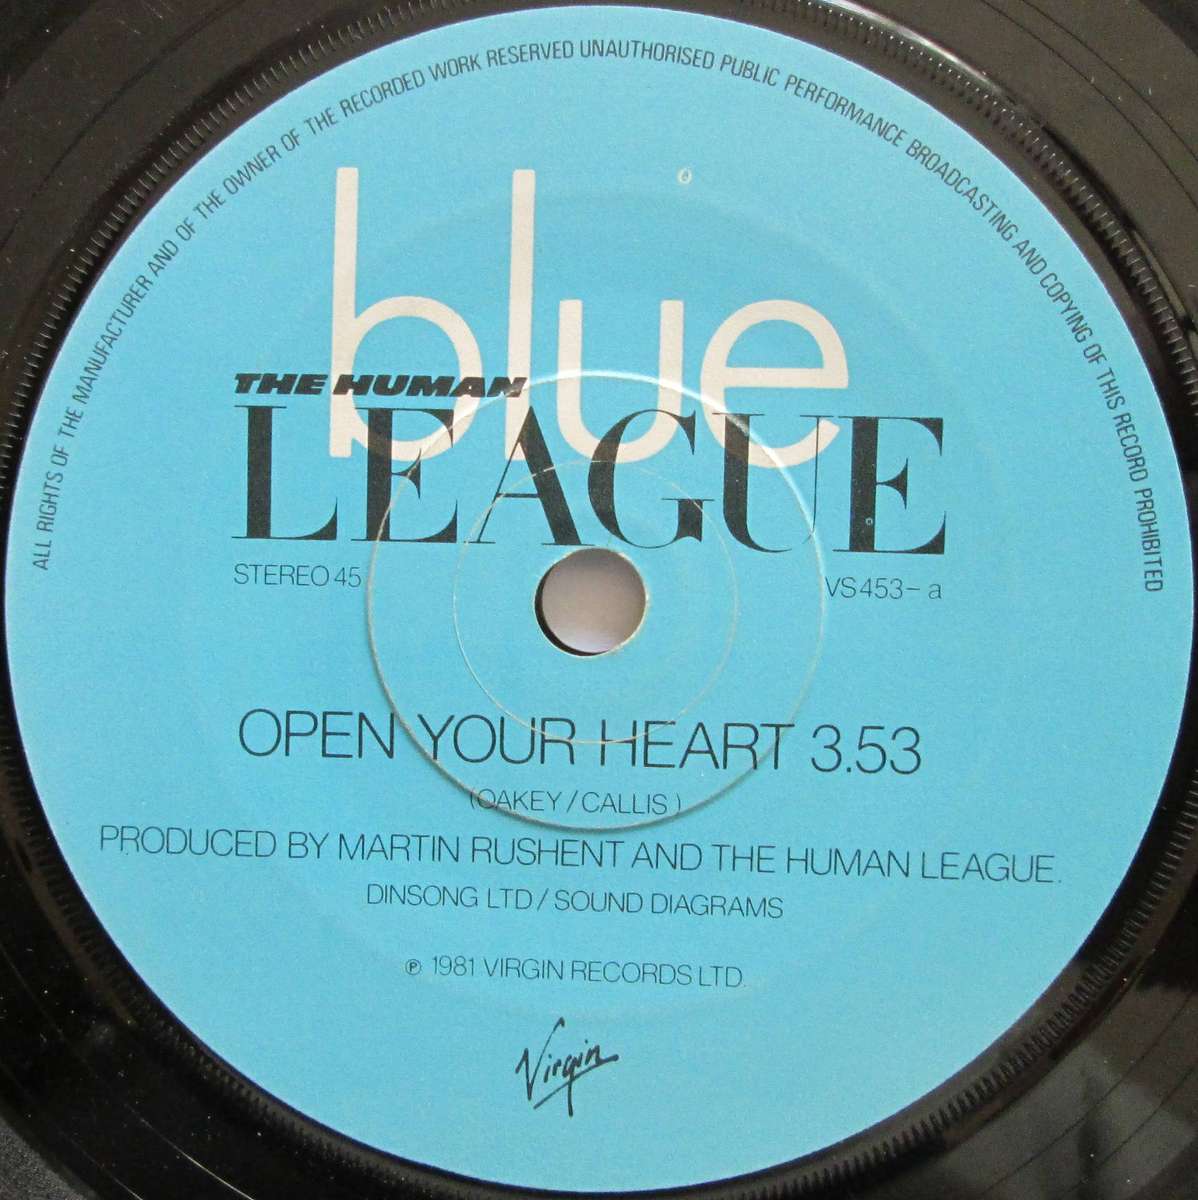 ALL RIGHTS OF THE MANUFACTURER AND OF THE OWNER OF THE RECORDED WORK RESERVED UNAUTHORISED PUBLIC PERFORMANCE BROADCASTING AND COPYING OF THIS RECORD PROHIBITED
blue
THE HUMAN
LEAGUE
STEREO 45 VS453-a
OPEN YOUR HEART 3.53
(OAKEY/CALLIS)
PRODUCED BY MARTIN RUSHENT AND THE HUMAN LEAGUE.
DINSONG LTD/SOUND DIAGRAMS
℗ 1981 VIRGIN RECORDS LTD.
Virgin